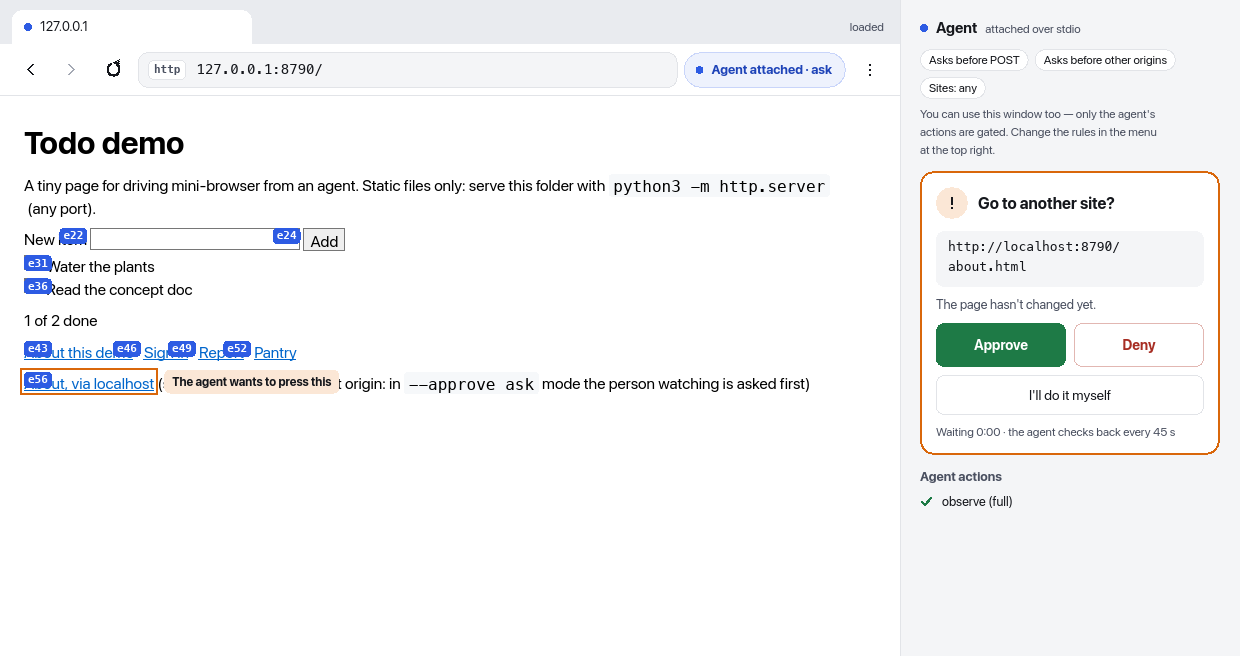 127.0.0.1
loaded
http 127.0.0.1:8790/
Agent attached · ask
Todo demo
A tiny page for driving mini-browser from an agent. Static files only: serve this folder with python3 -m http.server
(any port).
New e22 e24 Add
e31 Water the plants
e36 Read the concept doc
1 of 2 done
e43 this e46 e49 e52 Pantry
e56 via localhost The agent wants to press this origin: in --approve ask mode the person watching is asked first)
Agent attached over stdio
Asks before POST Asks before other origins
Sites: any
You can use this window too — only the agent's
actions are gated. Change the rules in the menu
at the top right.
! Go to another site?
http://localhost:8790/
about.html
The page hasn't changed yet.
Approve Deny
I'll do it myself
Waiting 0:00 · the agent checks back every 45 s
Agent actions
observe (full)